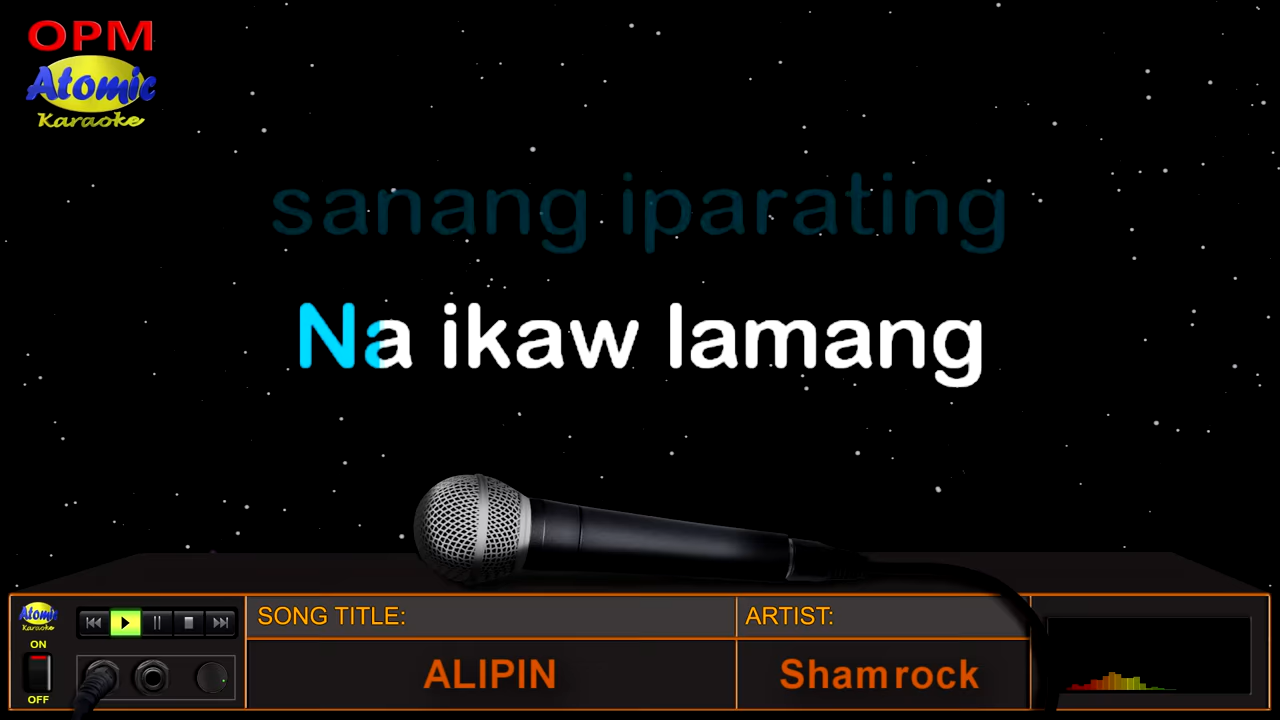 OPM
Atomic
Karaoke
sanang iparating
Na ikaw lamang
Atomic
Karaoke
ON
OFF
SONG TITLE:
ARTIST:
ALIPIN
Shamrock